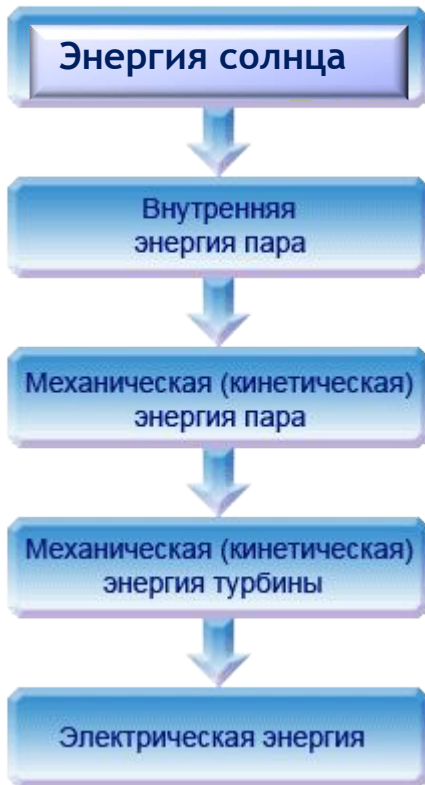 Энергия солнца
Внутренняя
энергия пара
Механическая (кинетическая)
энергия пара
Механическая (кинетическая)
энергия турбины
Электрическая энергия